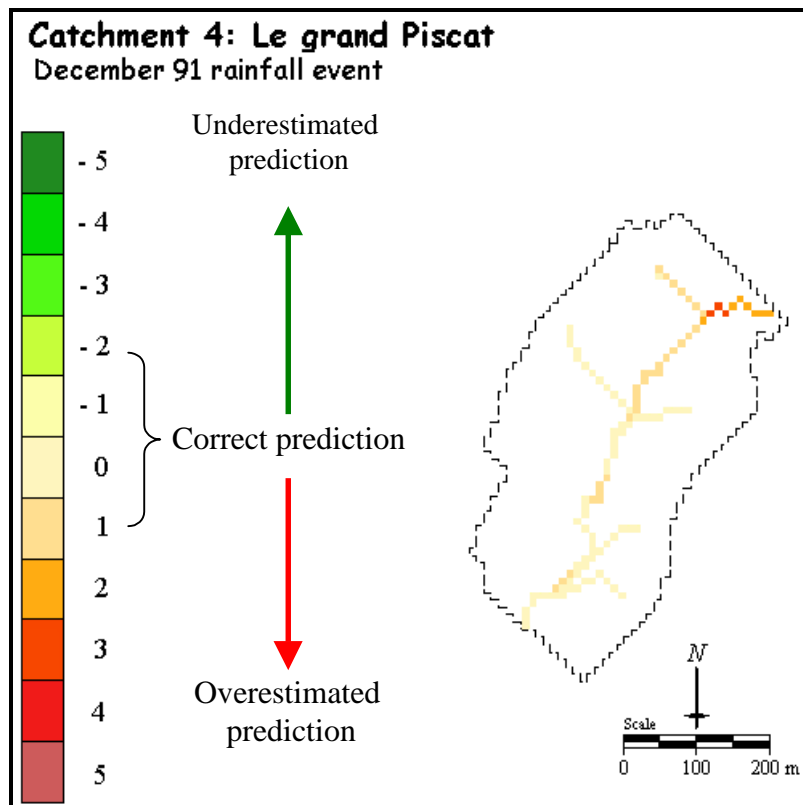 Catchment 4: Le grand Piscat
December 91 rainfall event
Underestimated
prediction
- 5
- 4
- 3
- 2
- 1
0
1
2
3
4
5
Correct prediction
Overestimated
prediction
N
Scale
0 100 200 m